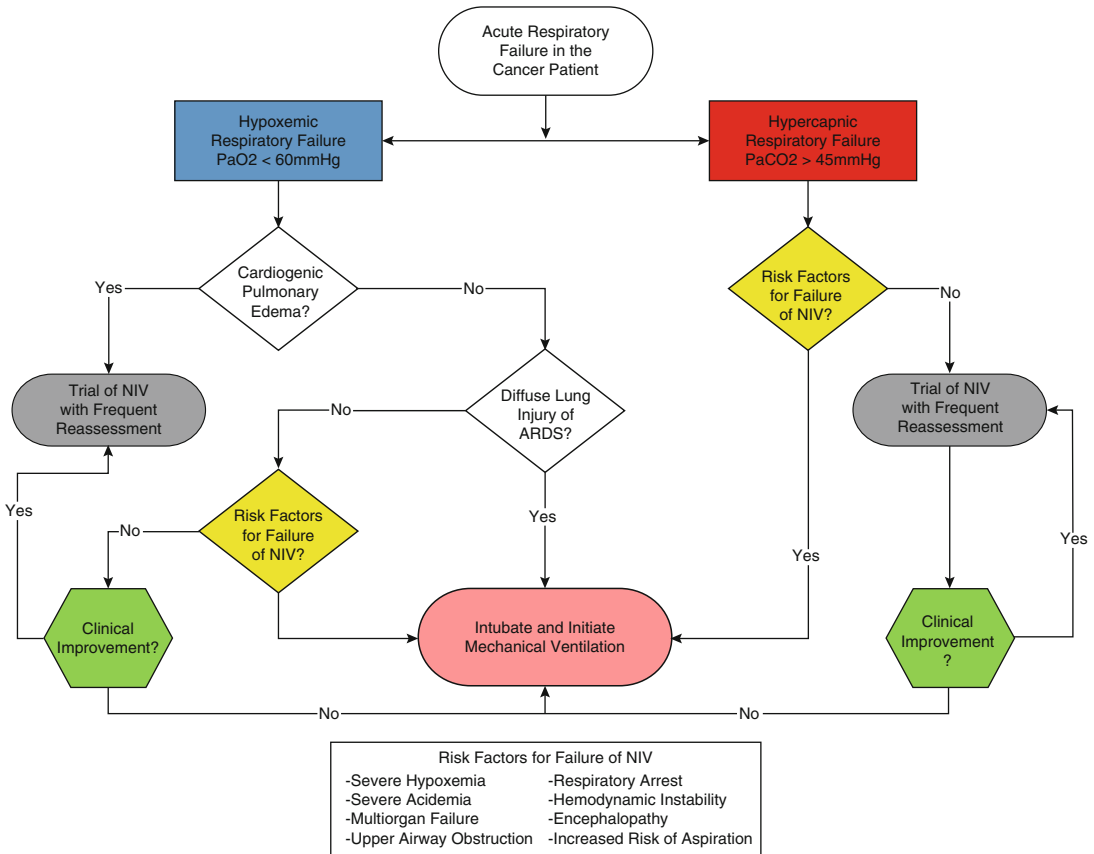 Acute Respiratory
Failure in the
Cancer Patient
Hypoxemic
Respiratory Failure
PaO2 < 60mmHg
Hypercapnic
Respiratory Failure
PaCO2 > 45mmHg
Cardiogenic
Pulmonary
Edema?
Yes
No
Risk Factors
for Failure
of NIV?
No
Trial of NIV
with Frequent
Reassessment
No
Diffuse Lung
Injury of
ARDS?
Trial of NIV
with Frequent
Reassessment
Yes
No
Risk Factors
for Failure
of NIV?
Yes
Yes
Yes
Clinical
Improvement?
Intubate and Initiate
Mechanical Ventilation
Clinical
Improvement
?
No
No
Risk Factors for Failure of NIV
-Severe Hypoxemia
-Severe Acidemia
-Multiorgan Failure
-Upper Airway Obstruction
-Respiratory Arrest
-Hemodynamic Instability
-Encephalopathy
-Increased Risk of Aspiration